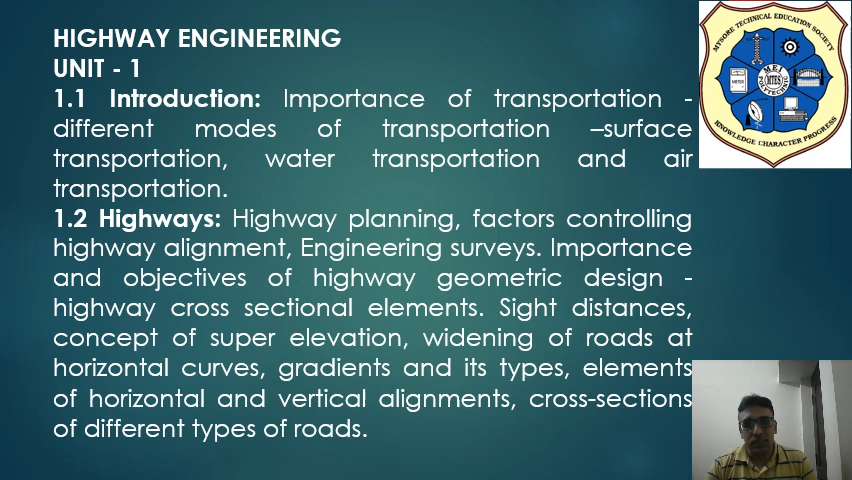 HIGHWAY ENGINEERING
UNIT - 1
1.1 Introduction: Importance of transportation -
different modes of transportation –surface
transportation, water transportation and air
transportation.
1.2 Highways: Highway planning, factors controlling
highway alignment, Engineering surveys. Importance
and objectives of highway geometric design -
highway cross sectional elements. Sight distances,
concept of super elevation, widening of roads at
horizontal curves, gradients and its types, elements
of horizontal and vertical alignments, cross-sections
of different types of roads.
MYSORE TECHNICAL EDUCATION SOCIETY
MEI
MTES
POLYTECHNIC
METER
KNOWLEDGE CHARACTER PROGRESS